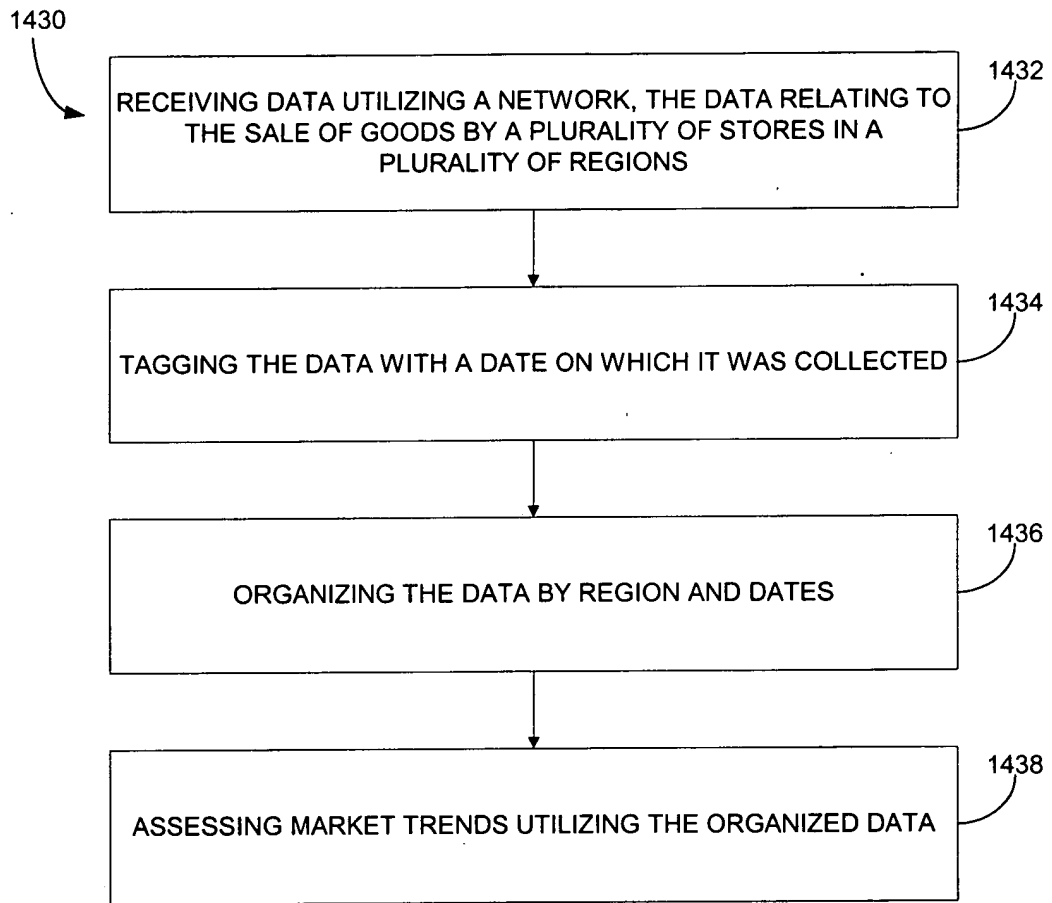 1430
1432
RECEIVING DATA UTILIZING A NETWORK, THE DATA RELATING TO
THE SALE OF GOODS BY A PLURALITY OF STORES IN A
PLURALITY OF REGIONS
1434
TAGGING THE DATA WITH A DATE ON WHICH IT WAS COLLECTED
1436
ORGANIZING THE DATA BY REGION AND DATES
1438
ASSESSING MARKET TRENDS UTILIZING THE ORGANIZED DATA